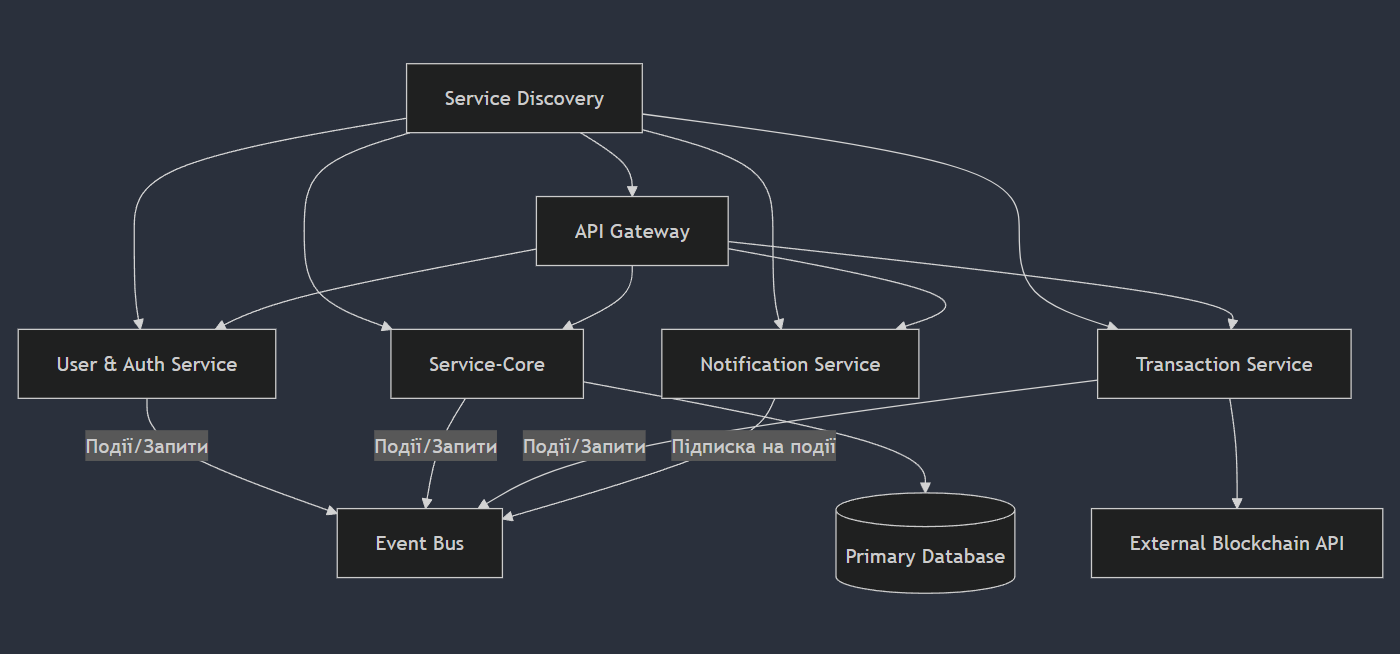 Service Discovery
API Gateway
User & Auth Service
Service-Core
Notification Service
Transaction Service
Події/Запити
Події/Запити
Події/Запити
Підписка на події
Event Bus
Primary Database
External Blockchain API